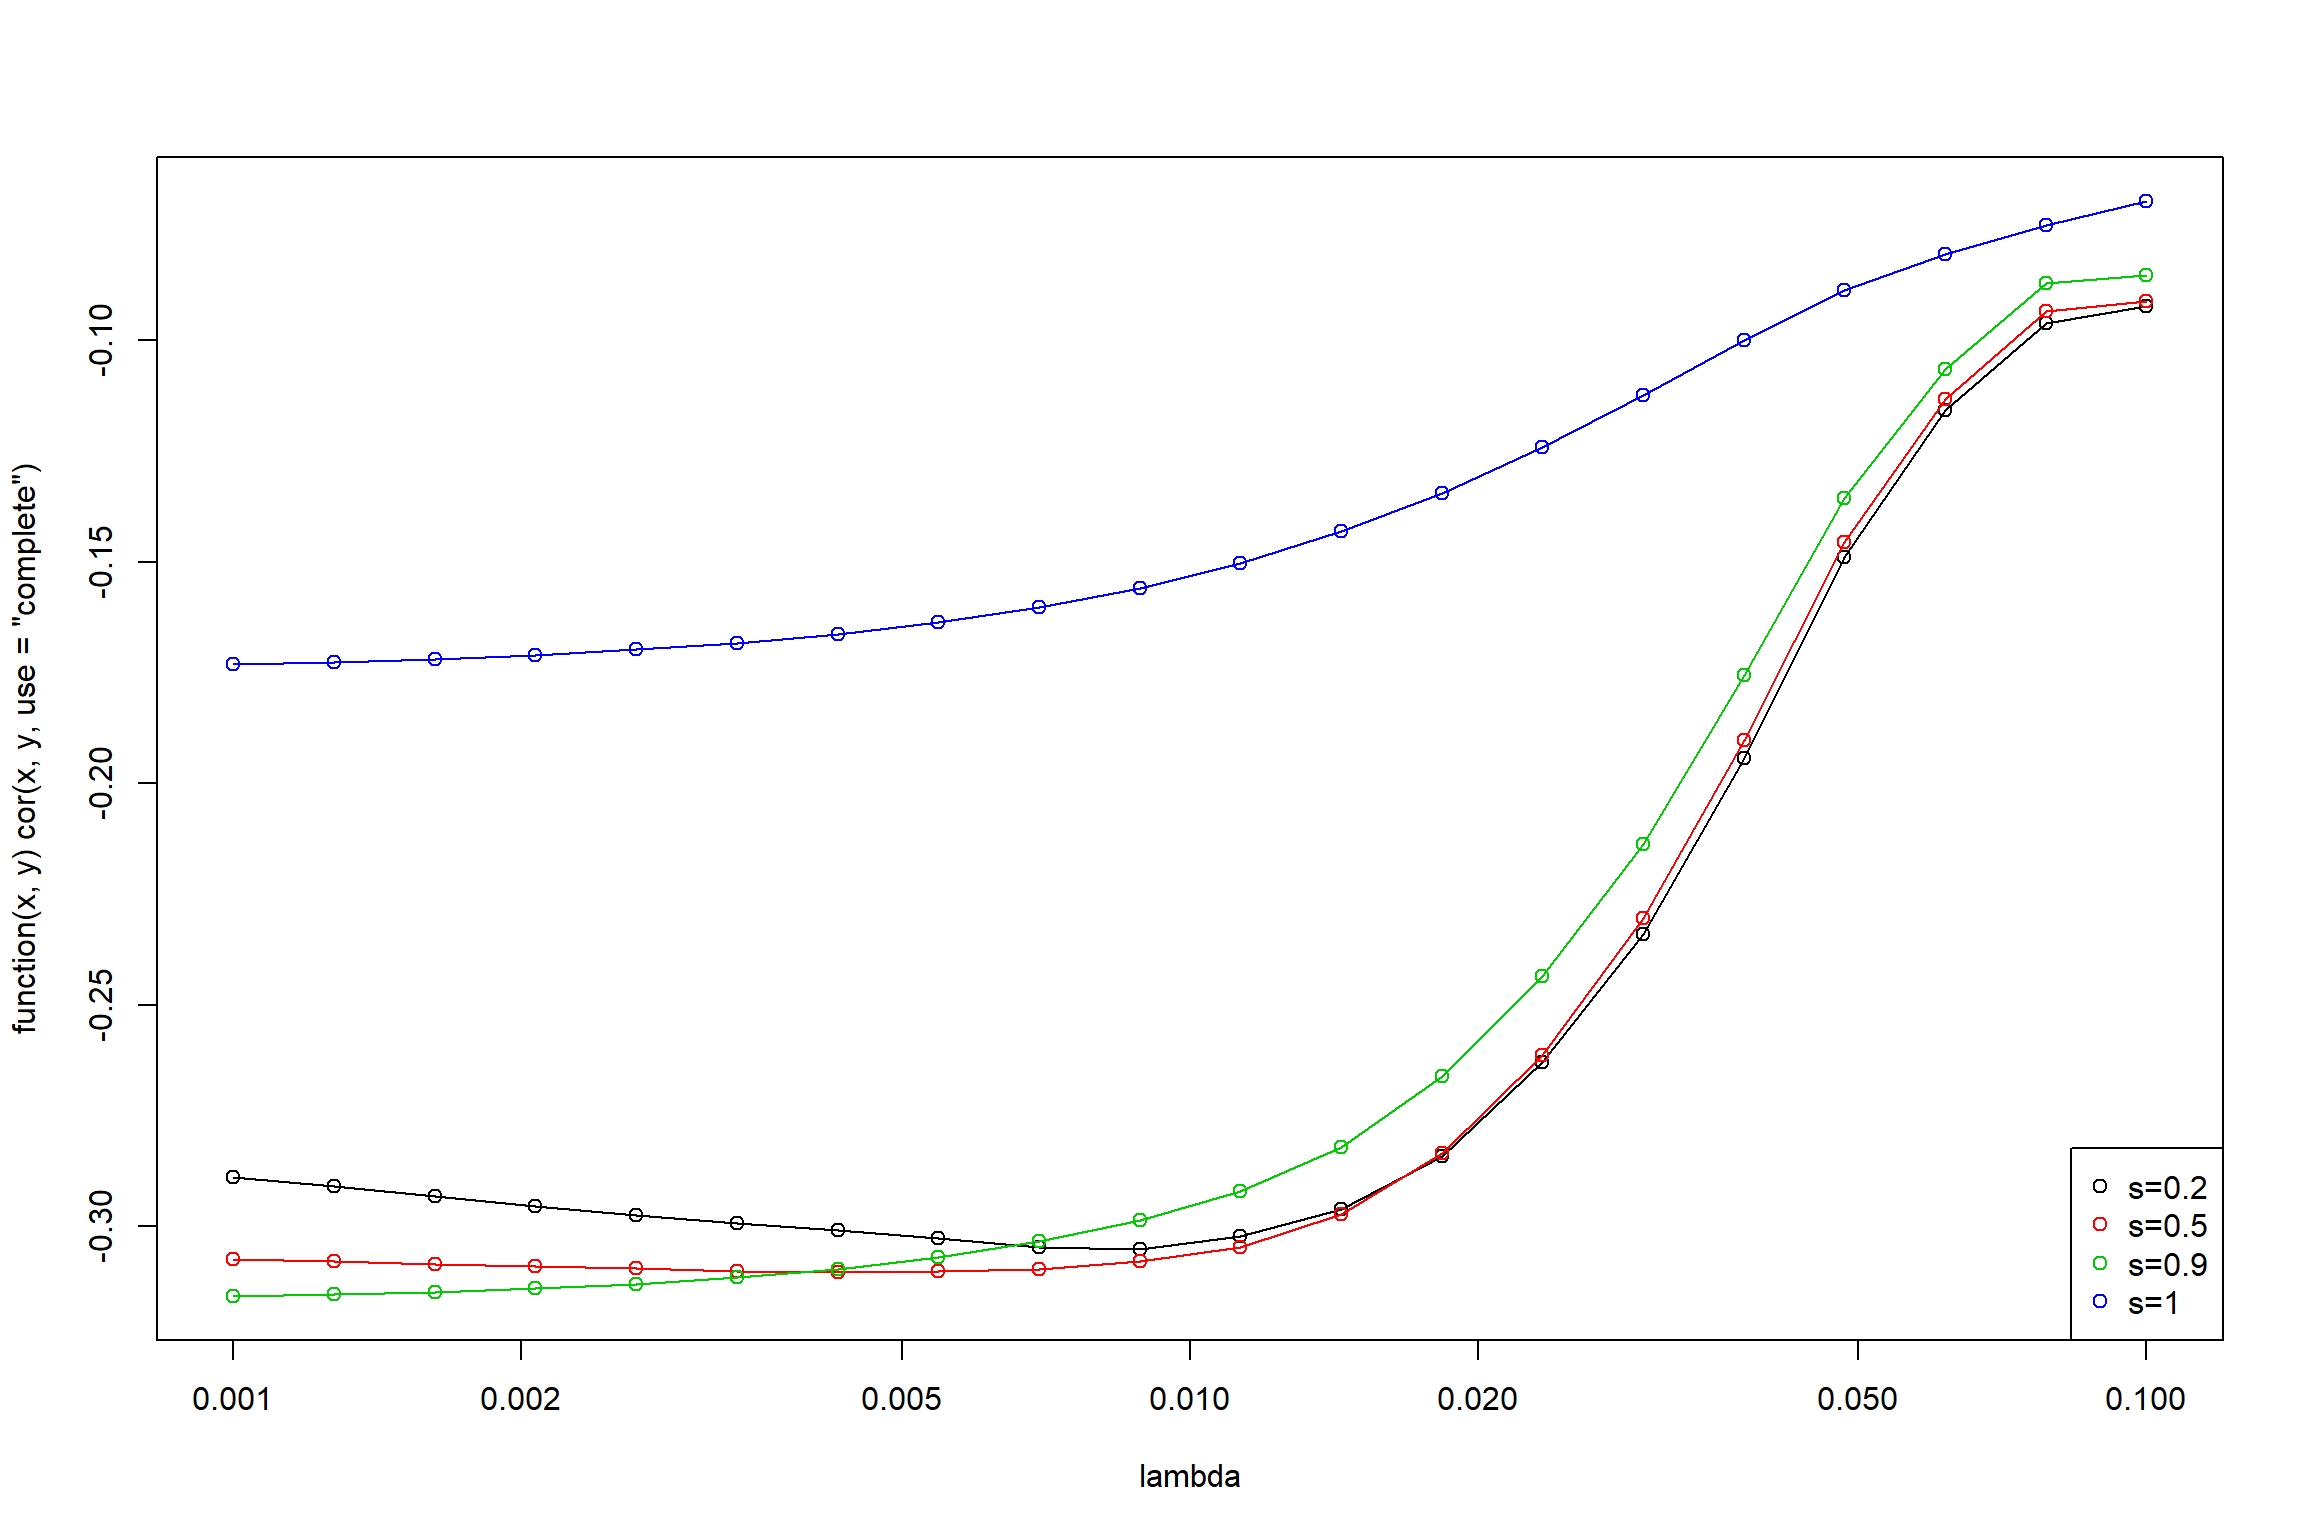 function(x, y) cor(x, y, use = "complete")
-0.10
-0.15
-0.20
-0.25
-0.30
s=0.2
s=0.5
s=0.9
s=1
0.001 0.002 0.005 0.010 0.020 0.050 0.100
lambda